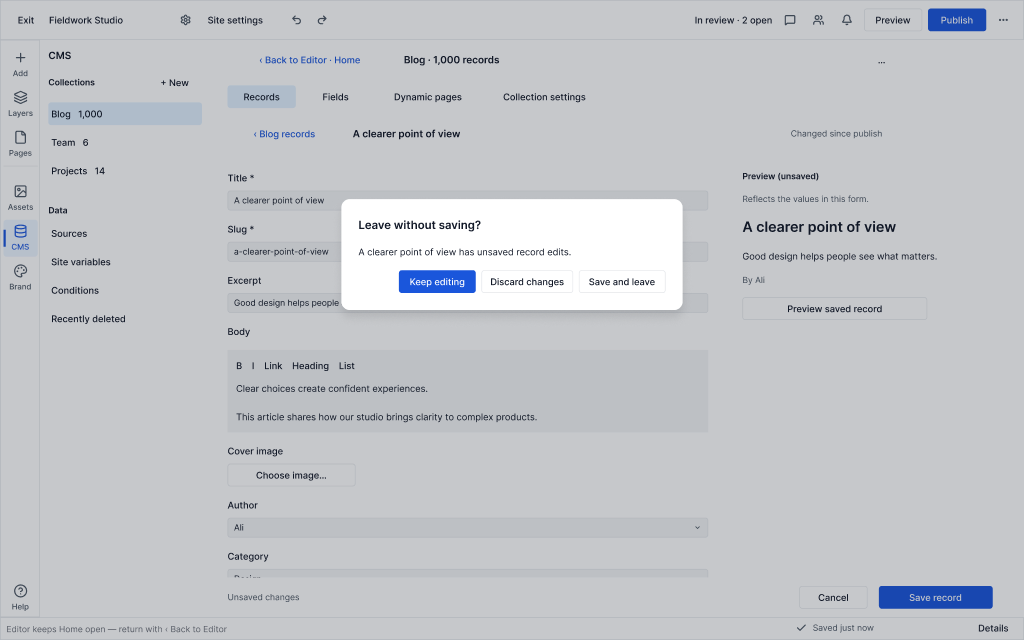 Exit Fieldwork Studio Site settings In review · 2 open Preview Publish ...
Add
Layers
Pages
Assets
CMS
Brand
Help
CMS
Collections + New
Blog 1,000
Team 6
Projects 14
Data
Sources
Site variables
Conditions
Recently deleted
‹ Back to Editor · Home Blog · 1,000 records ...
Records Fields Dynamic pages Collection settings
‹ Blog records A clearer point of view Changed since publish
Title *
A clearer point of view
Slug *
a-clearer-point-of-view
Excerpt
Good design helps people
Body
B I Link Heading List
Clear choices create confident experiences.
This article shares how our studio brings clarity to complex products.
Cover image
Choose image...
Author
Ali
Category
Leave without saving?
A clearer point of view has unsaved record edits.
Keep editing Discard changes Save and leave
Preview (unsaved)
Reflects the values in this form.
A clearer point of view
Good design helps people see what matters.
By Ali
Preview saved record
Unsaved changes Cancel Save record
Editor keeps Home open — return with ‹ Back to Editor Saved just now Details